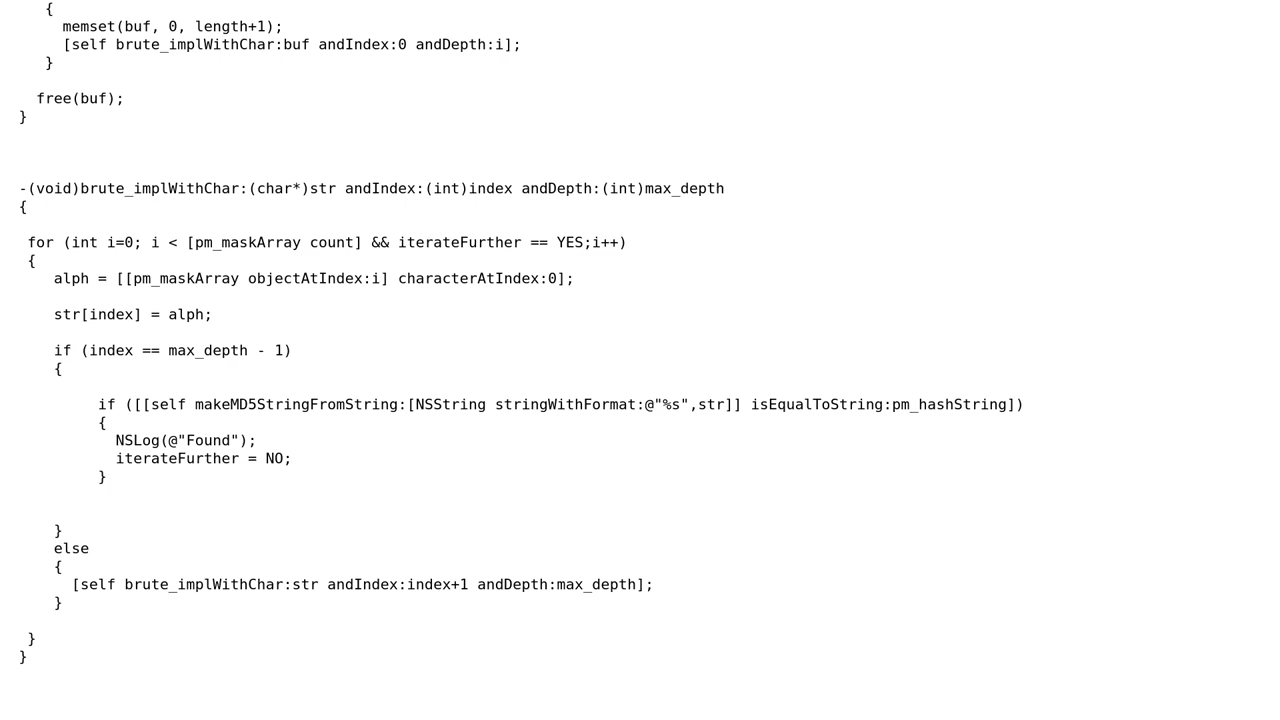 {
memset(buf, 0, length+1);
[self brute_implWithChar:buf andIndex:0 andDepth:i];
}
free(buf);
}
-(void)brute_implWithChar:(char*)str andIndex:(int)index andDepth:(int)max_depth
{
for (int i=0; i < [pm_maskArray count] && iterateFurther == YES;i++)
{
alph = [[pm_maskArray objectAtIndex:i] characterAtIndex:0];
str[index] = alph;
if (index == max_depth - 1)
{
if ([[self makeMD5StringFromString:[NSString stringWithFormat:@"%s",str]] isEqualToString:pm_hashString])
{
NSLog(@"Found");
iterateFurther = NO;
}
}
else
{
[self brute_implWithChar:str andIndex:index+1 andDepth:max_depth];
}
}
}